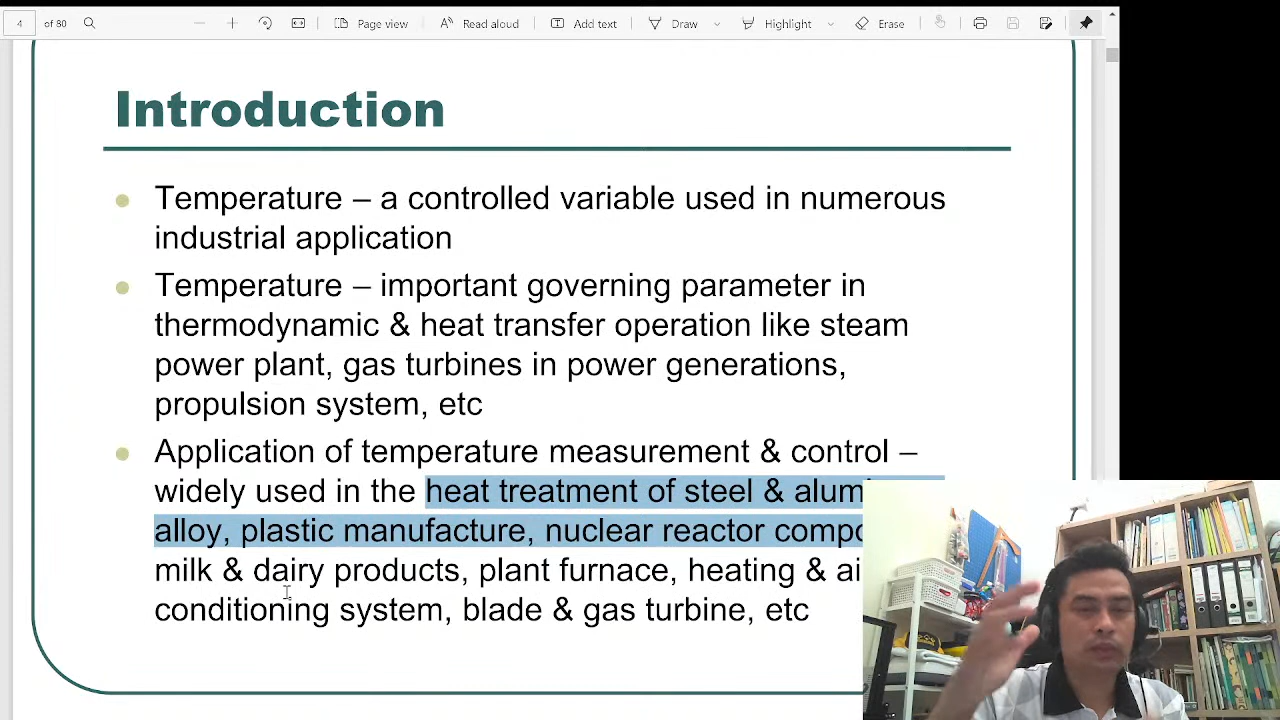 4 of 80 Page view Read aloud Add text Draw Highlight Erase
Introduction
Temperature – a controlled variable used in numerous
industrial application
Temperature – important governing parameter in
thermodynamic & heat transfer operation like steam
power plant, gas turbines in power generations,
propulsion system, etc
Application of temperature measurement & control –
widely used in the heat treatment of steel &
alloy, plastic manufacture, nuclear reactor
milk & dairy products, plant furnace, heating &
conditioning system, blade & gas turbine, etc